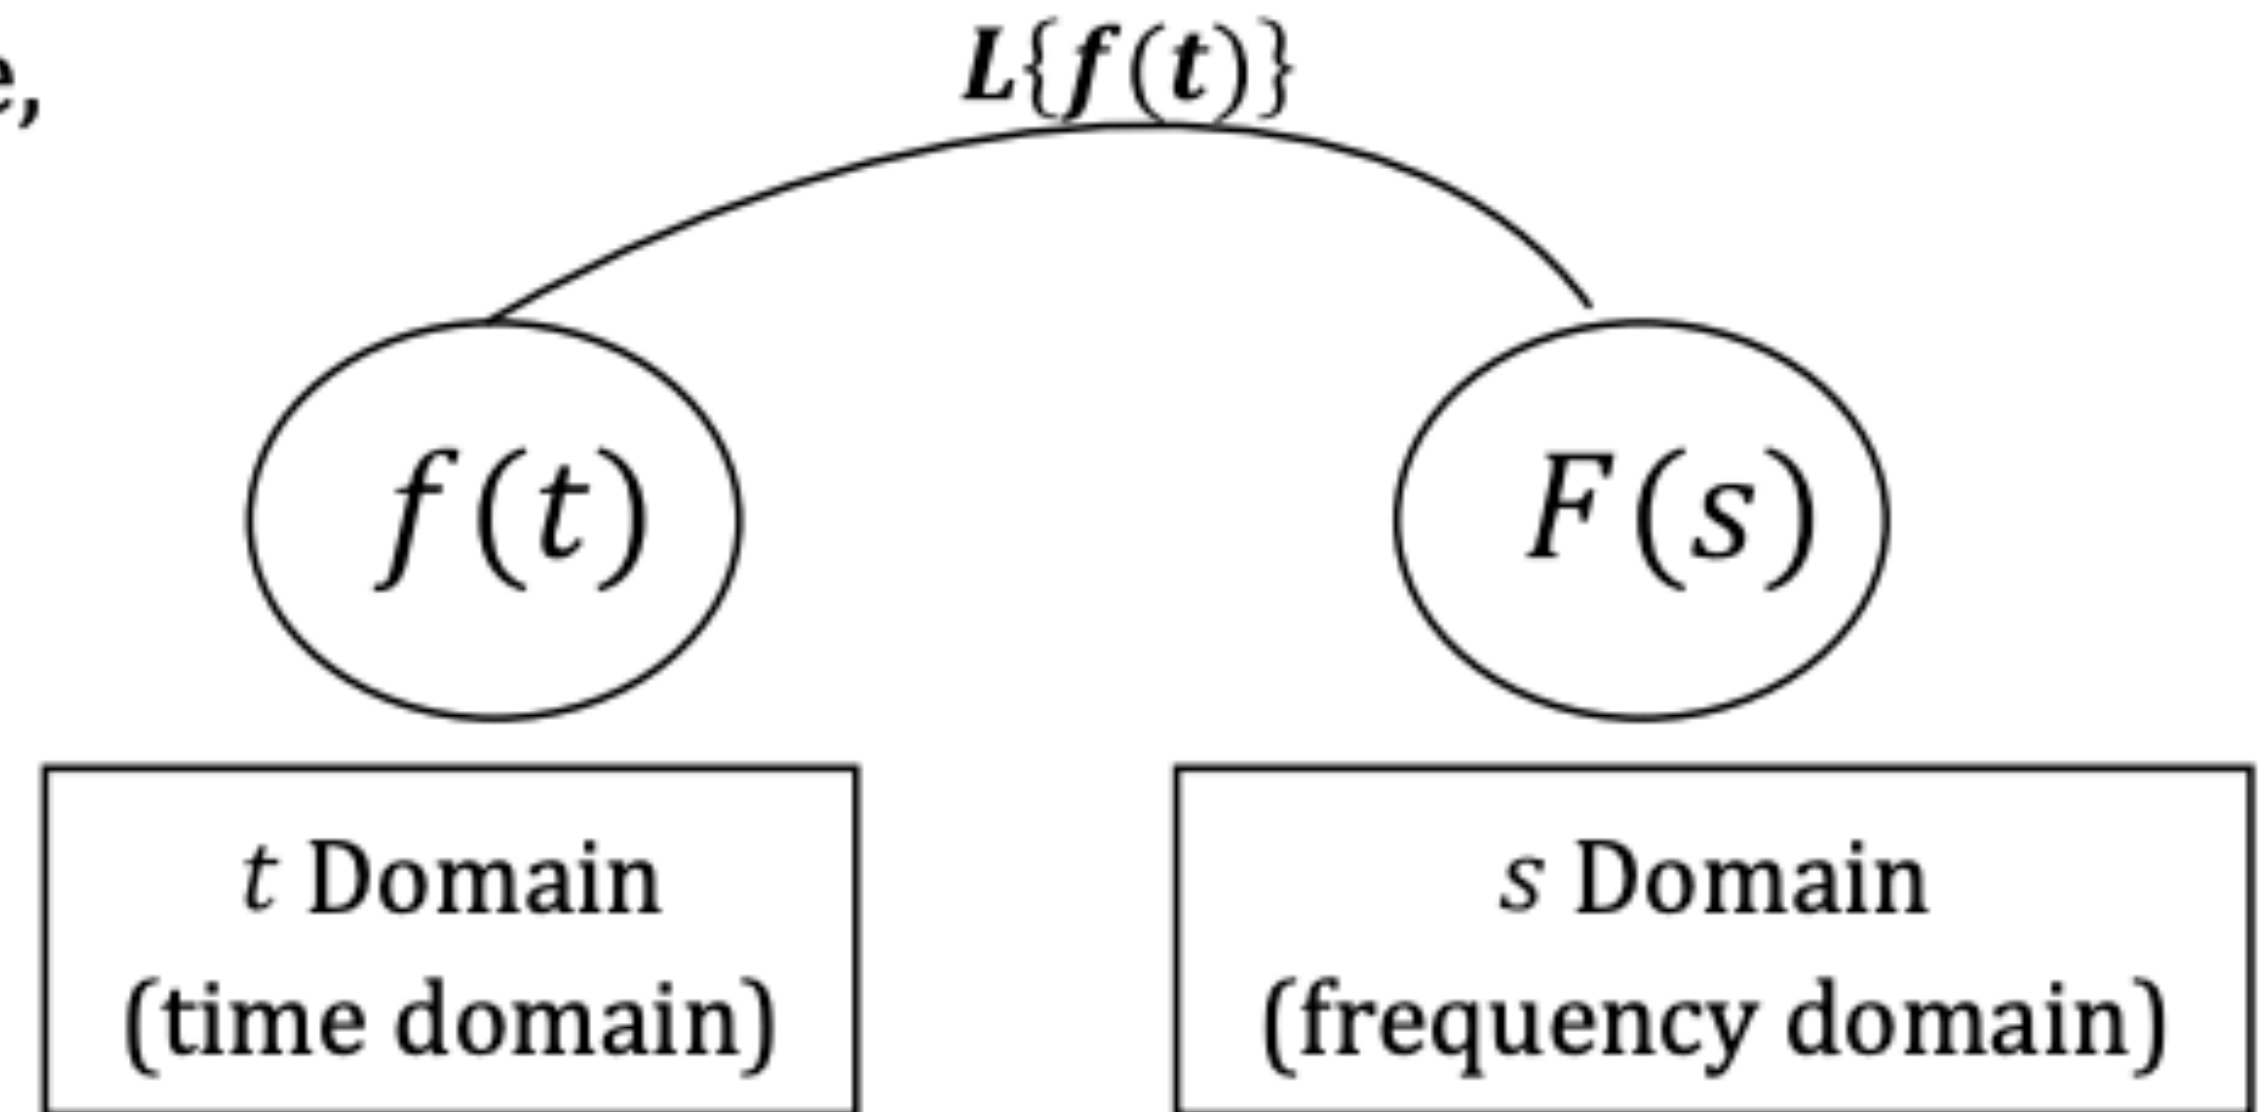 e,
L{f(t)}
f(t)
F(s)
t Domain
(time domain)
s Domain
(frequency domain)